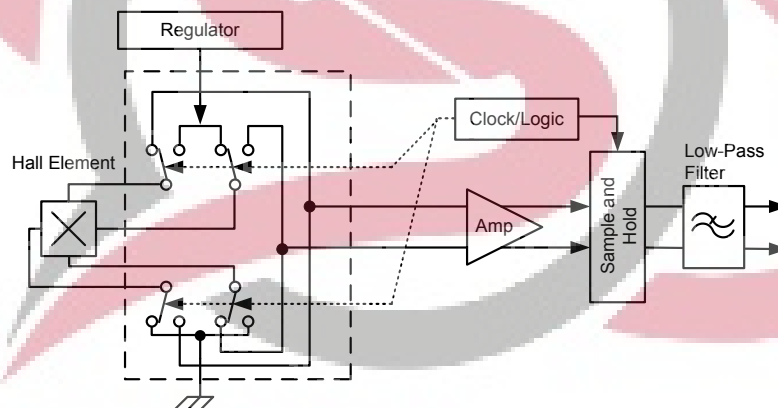 Regulator
Clock/Logic
Hall Element
Low-Pass
Filter
Amp
Sample and
Hold